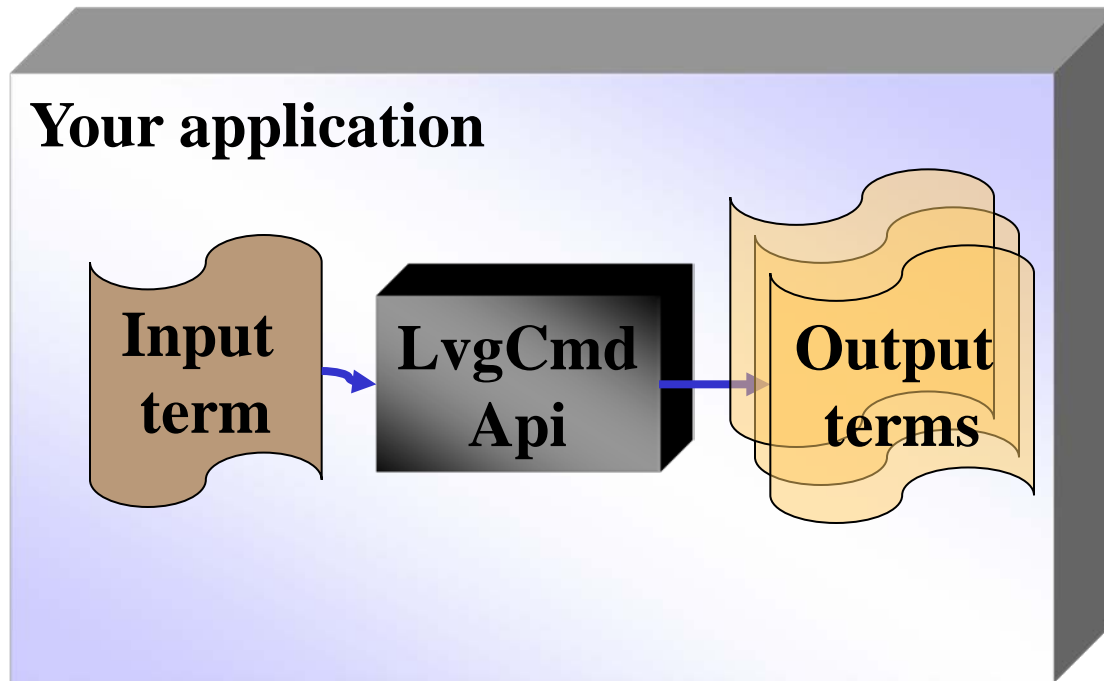 Your application
Input
term
LvgCmd
Api
Output
terms